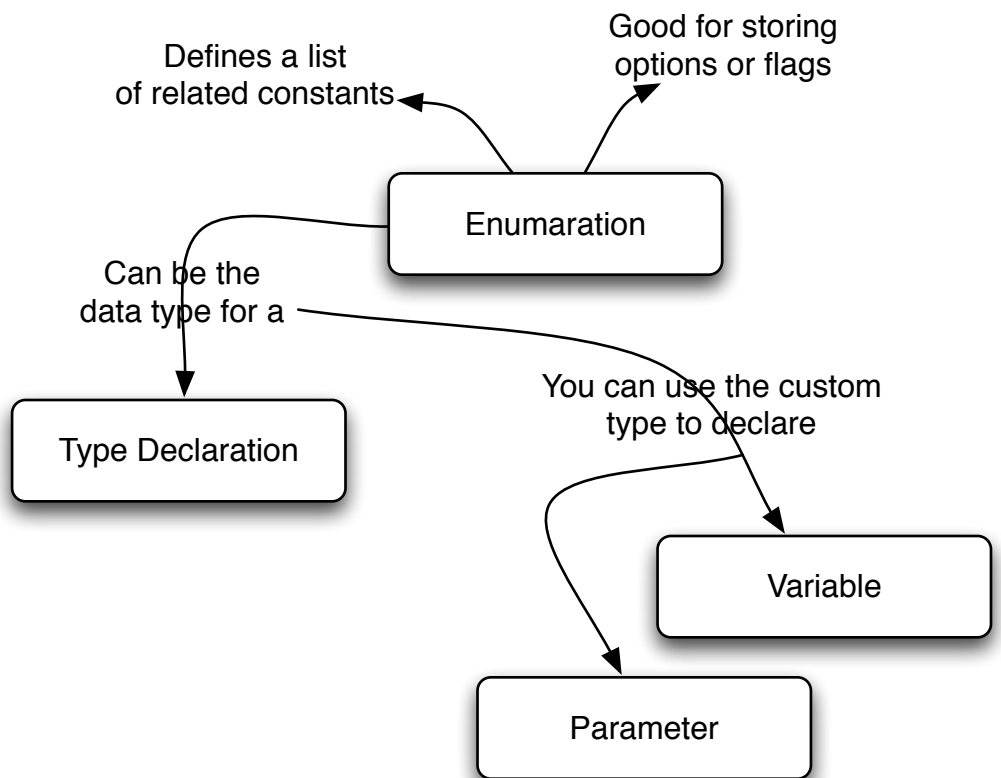 Defines a list
of related constants
Good for storing
options or flags
Enumaration
Can be the
data type for a
You can use the custom
type to declare
Type Declaration
Variable
Parameter